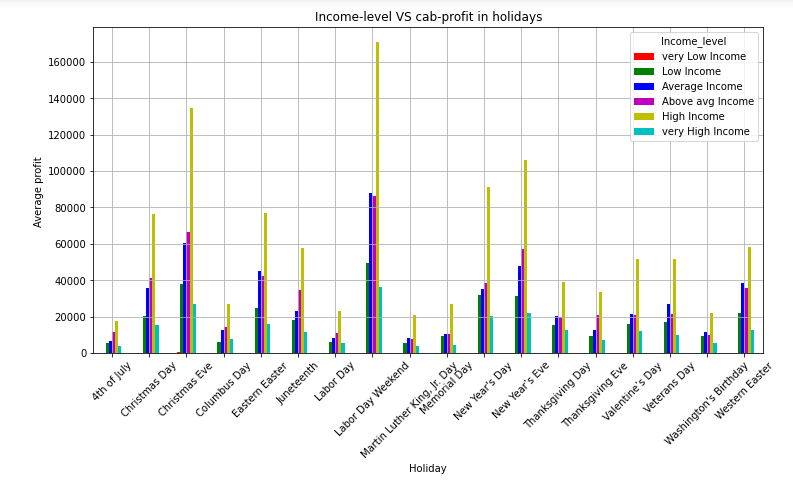 Income-level VS cab-profit in holidays
Income_level
very Low Income
Low Income
Average Income
Above avg Income
High Income
very High Income
Average profit
160000
140000
120000
100000
80000
60000
40000
20000
0
4th of July
Christmas Day
Christmas Eve
Columbus Day
Eastern Easter
Juneteenth
Labor Day
Labor Day Weekend
Martin Luther King, Jr. Day
Memorial Day
New Year's Day
New Year's Eve
Thanksgiving Day
Thanksgiving Eve
Valentine's Day
Veterans Day
Washington's Birthday
Western Easter
Holiday